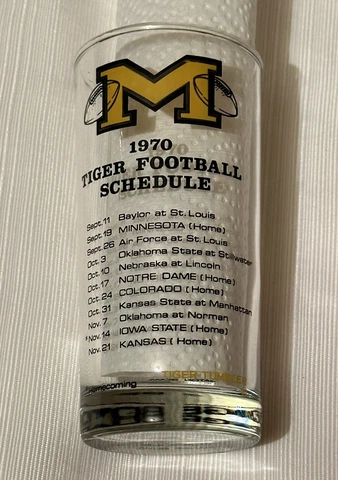 M
1970
TIGER FOOTBALL
SCHEDULE
Sept. 11 Baylor at St. Louis
Sept. 19 MINNESOTA (Home)
Sept. 26 Air Force at St. Louis
Oct. 3 Oklahoma State at Stillwater
Oct. 10 Nebraska at Lincoln
Oct. 17 NOTRE DAME (Home)
Oct. 24 COLORADO (Home)
Oct. 31 Kansas State at Manhattan
Nov. 7 Oklahoma at Norman
*Nov. 14 IOWA STATE (Home)
Nov. 21 KANSAS (Home)
TIGER TUMBLER
Homecoming